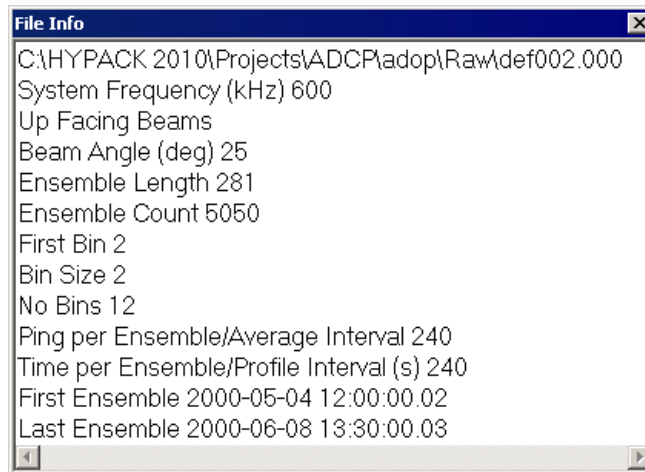 File Info
C:\HYPACK 2010\Projects\ADCP\adop\Raw\def002.000
System Frequency (kHz) 600
Up Facing Beams
Beam Angle (deg) 25
Ensemble Length 281
Ensemble Count 5050
First Bin 2
Bin Size 2
No Bins 12
Ping per Ensemble/Average Interval 240
Time per Ensemble/Profile Interval (s) 240
First Ensemble 2000-05-04 12:00:00.02
Last Ensemble 2000-06-08 13:30:00.03